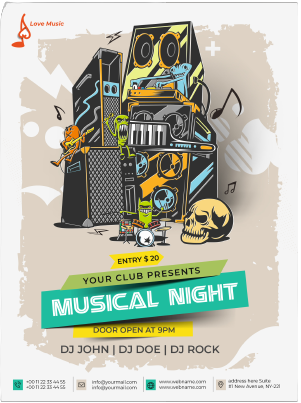 Love Music
ENTRY $ 20
YOUR CLUB PRESENTS
MUSICAL NIGHT
DOOR OPEN AT 9PM
DJ JOHN | DJ DOE | DJ ROCK
+00 11 22 33 44 55
+00 11 22 33 44 55
info@yourmail.com
info@yourmail.com
www.webname.com
www.webname.com
address here Suite
111 New Avenue, NY-221